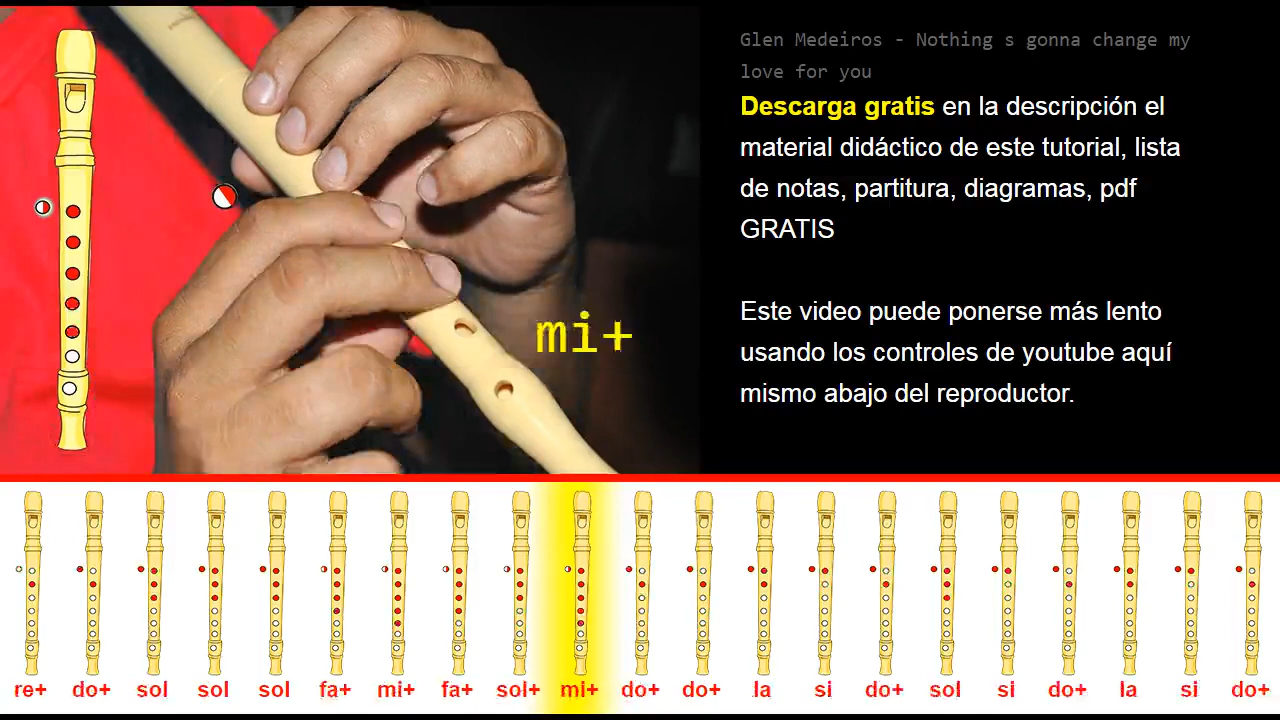 Glen Medeiros - Nothing s gonna change my
love for you
Descarga gratis en la descripción el
material didáctico de este tutorial, lista
de notas, partitura, diagramas, pdf
GRATIS
Este video puede ponerse más lento
usando los controles de youtube aquí
mismo abajo del reproductor.
mi+
re+ do+ sol sol sol fa+ mi+ fa+ sol+ mi+ do+ do+ la si do+ sol si do+ la si do+